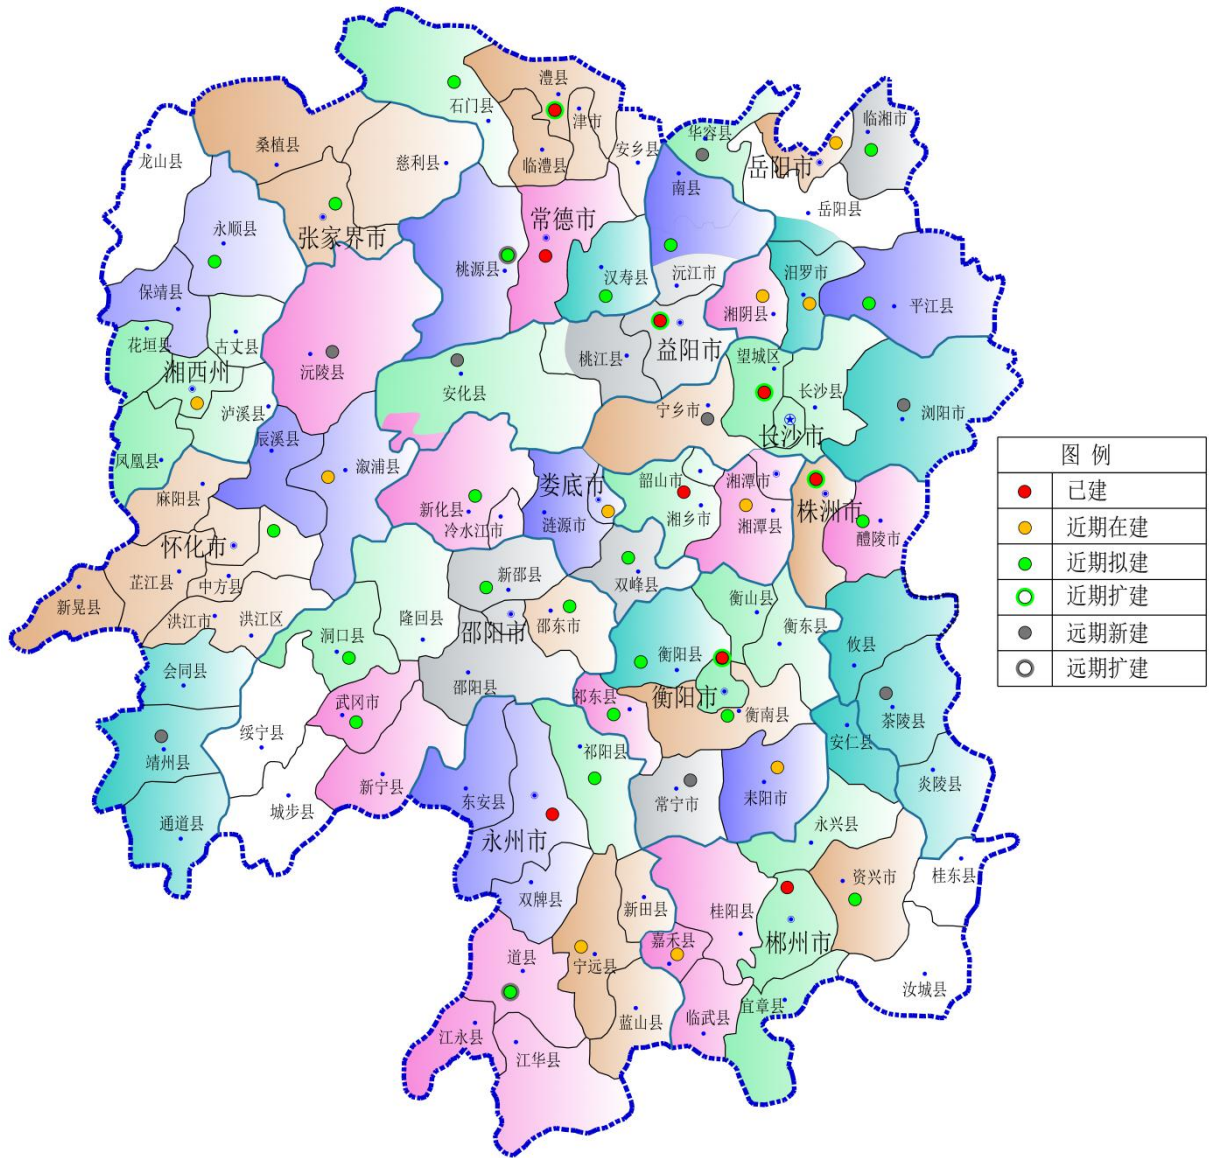 澧县
石门县
津市
临澧县
安乡县
慈利县
桑植县
龙山县
华容县
临湘市
岳阳市
岳阳县
南县
常德市
永顺县
张家界市
桃源县
汉寿县
沅江市
汨罗市
湘阴县
平江县
保靖县
花垣县
古丈县
湘西州
泸溪县
沅陵县
安化县
桃江县
益阳市
望城区
长沙县
宁乡市
长沙市
浏阳市
凤凰县
辰溪县
麻阳县
溆浦县
新化县
冷水江市
娄底市
涟源市
韶山市
湘乡市
湘潭市
湘潭县
株洲市
醴陵市
怀化市
芷江县
中方县
新晃县
洪江市
洪江区
会同县
洞口县
隆回县
新邵县
邵阳市
邵东市
双峰县
衡山县
衡东县
衡阳县
攸县
邵阳县
武冈市
祁东县
衡阳市
衡南县
茶陵县
安仁县
绥宁县
靖州县
新宁县
城步县
通道县
东安县
祁阳县
常宁市
耒阳市
炎陵县
永州市
永兴县
双牌县
新田县
桂阳县
资兴市
桂东县
郴州市
嘉禾县
道县
宁远县
汝城县
宜章县
临武县
蓝山县
江永县
江华县
图 例
已建
近期在建
近期拟建
近期扩建
远期新建
远期扩建